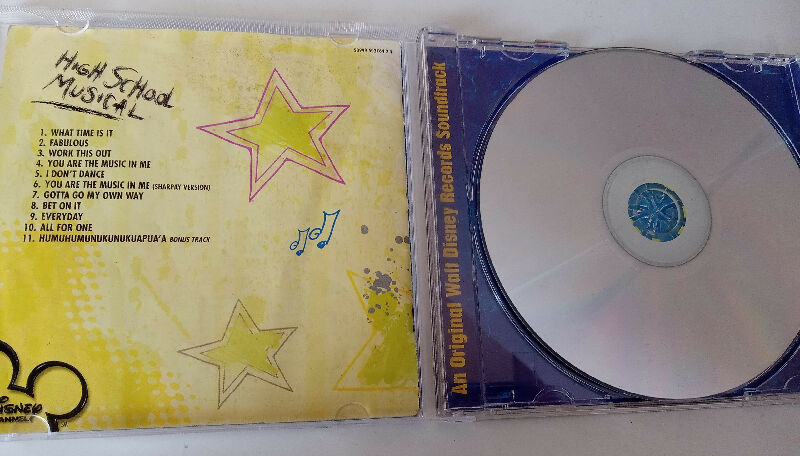 HIGH SCHOOL
MUSICAL
1. WHAT TIME IS IT
2. FABULOUS
3. WORK THIS OUT
4. YOU ARE THE MUSIC IN ME
5. I DON'T DANCE
6. YOU ARE THE MUSIC IN ME (SHARPAY VERSION)
7. GOTTA GO MY OWN WAY
8. BET ON IT
9. EVERYDAY
10. ALL FOR ONE
11. HUMUHUMUNUKUNUKUAPUA'A BONUS TRACK
An Original Walt Disney Records Soundtrack